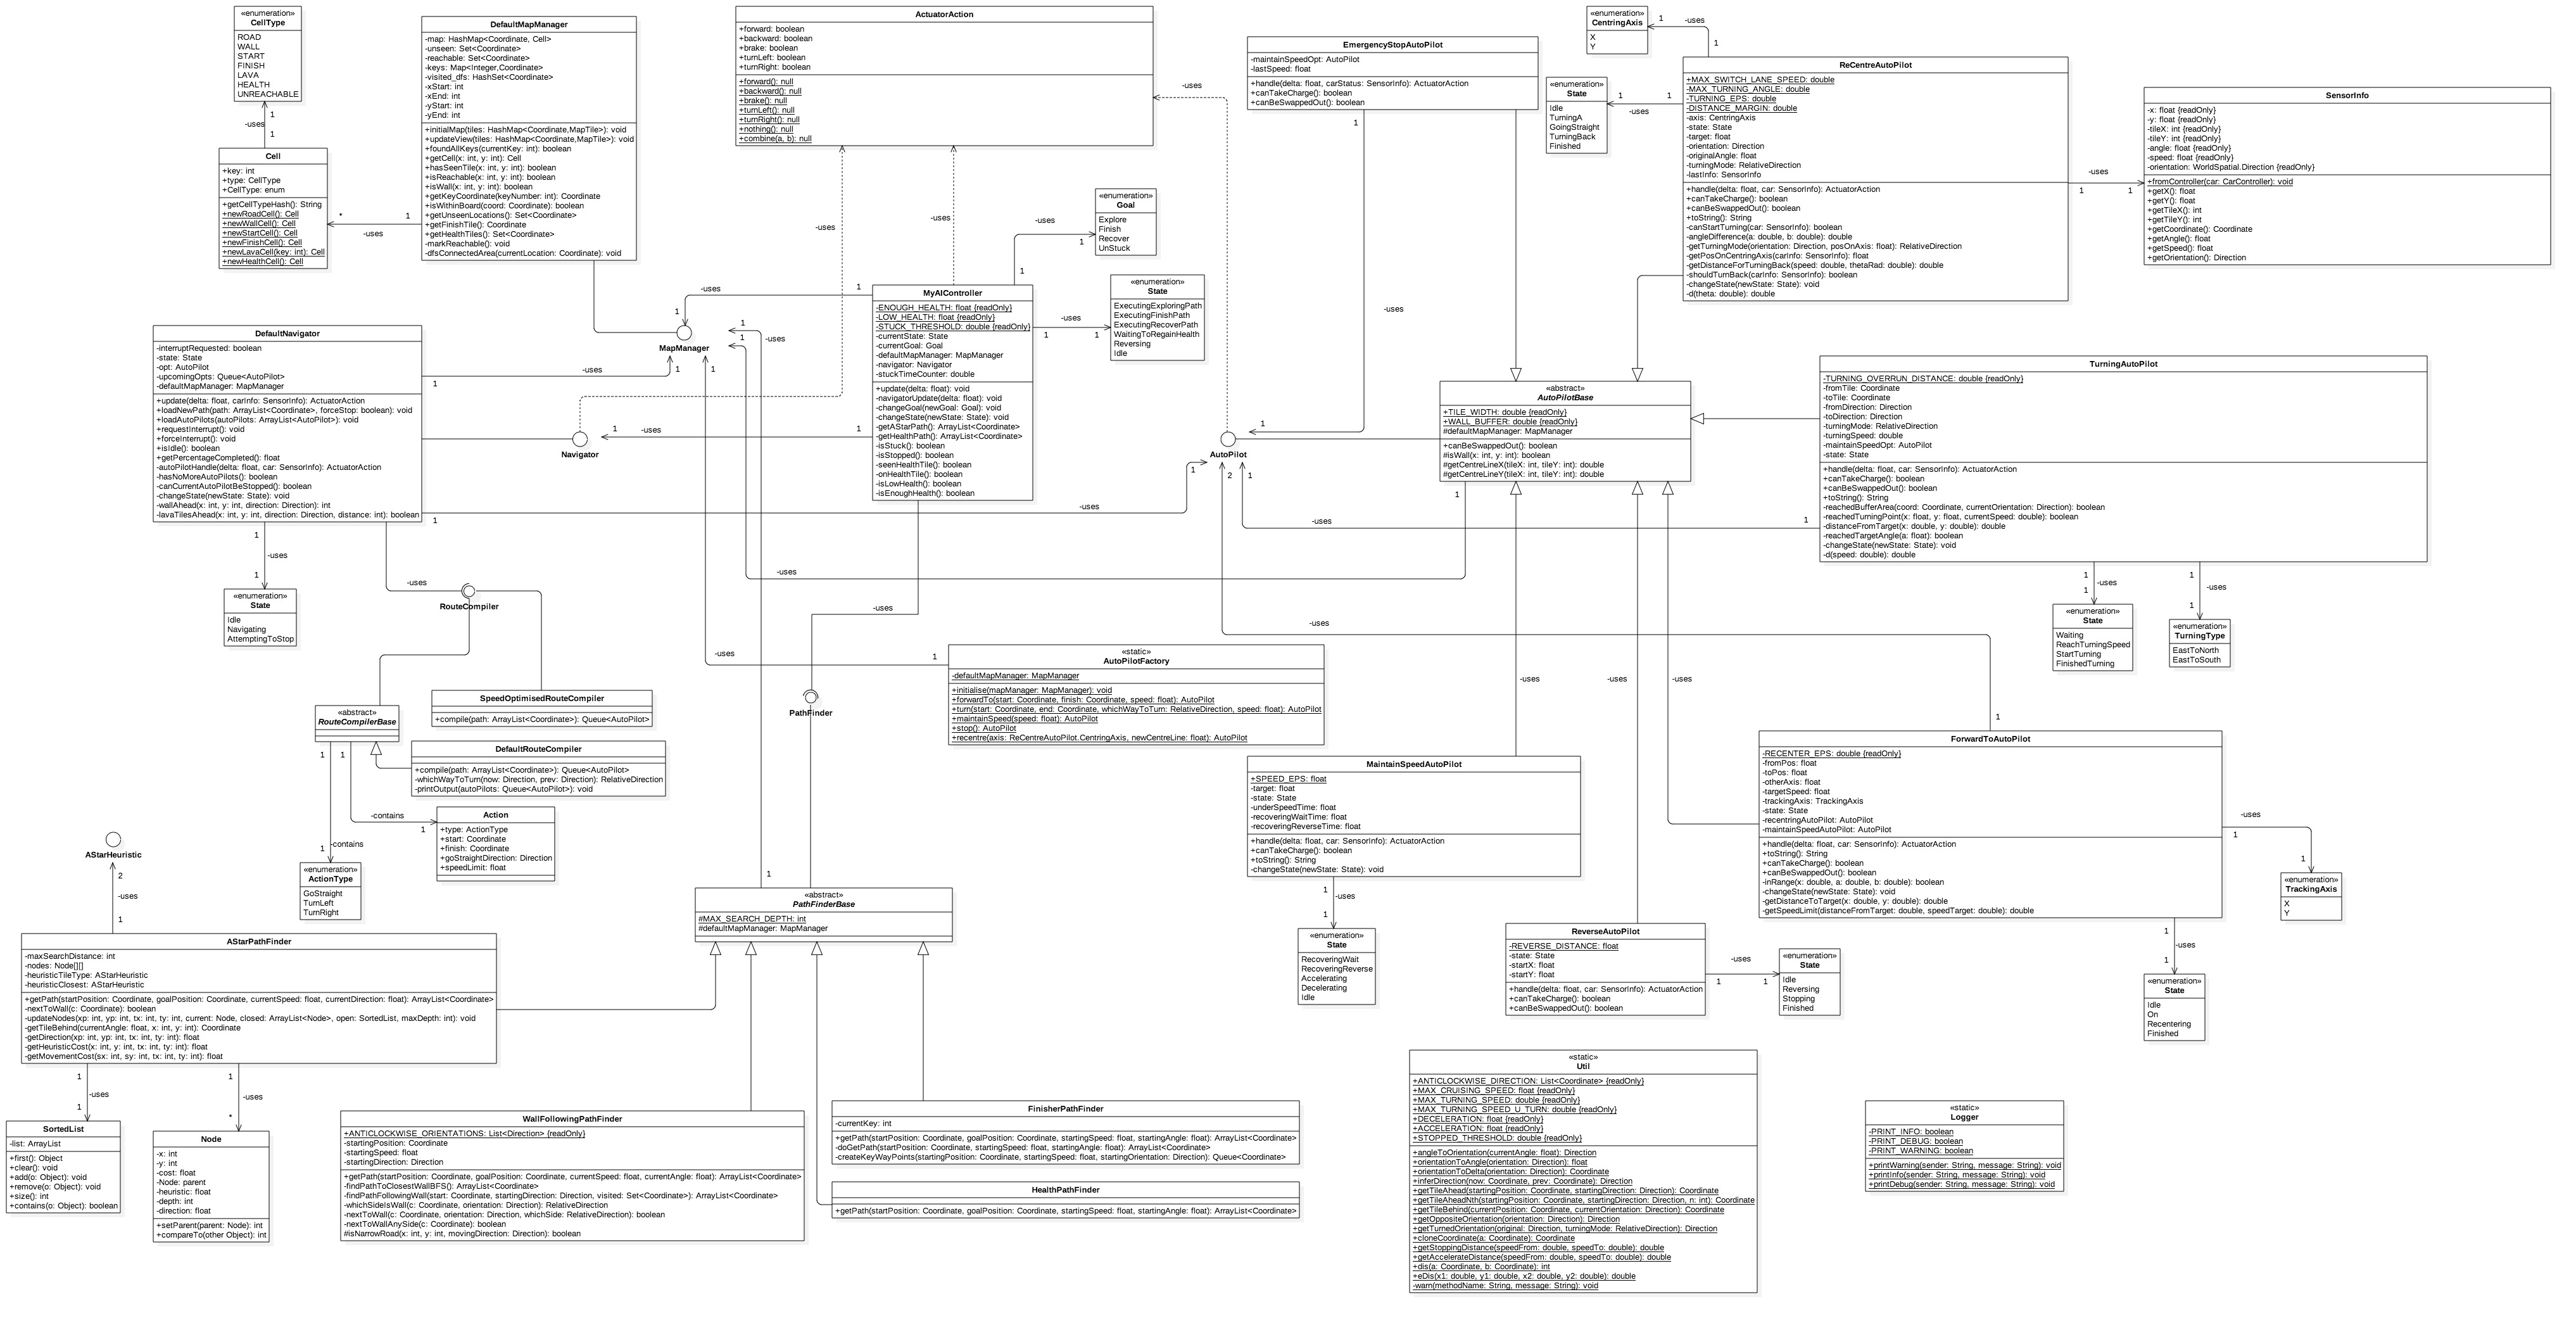 «enumeration»
CellType
ROAD
WALL
START
FINISH
LAVA
HEALTH
UNREACHABLE
-uses
1
1
Cell
+key: int
+type: CellType
+CellType: enum
+getCellTypeHash(): String
+newRoadCell(): Cell
+newWallCell(): Cell
+newStartCell(): Cell
+newFinishCell(): Cell
+newLavaCell(key: int): Cell
+newHealthCell(): Cell
*
1
-uses
DefaultMapManager
-map: HashMap<Coordinate, Cell>
-unseen: Set<Coordinate>
-reachable: Set<Coordinate>
-keys: Map<Integer,Coordinate>
-visited_dfs: HashSet<Coordinate>
-xStart: int
-xEnd: int
-yStart: int
-yEnd: int
+initialMap(tiles: HashMap<Coordinate,MapTile>): void
+updateView(tiles: HashMap<Coordinate,MapTile>): void
+foundAllKeys(currentKey: int): boolean
+getCell(x: int, y: int): Cell
+hasSeenTile(x: int, y: int): boolean
+isReachable(x: int, y: int): boolean
+isWall(x: int, y: int): boolean
+getKeyCoordinate(keyNumber: int): Coordinate
+isWithinBoard(coord: Coordinate): boolean
+getUnseenLocations(): Set<Coordinate>
+getFinishTile(): Coordinate
+getHealthTiles(): Set<Coordinate>
-markReachable(): void
-dfsConnectedArea(currentLocation: Coordinate): void
ActuatorAction
+forward: boolean
+backward: boolean
+brake: boolean
+turnLeft: boolean
+turnRight: boolean
+forward(): null
+backward(): null
+brake(): null
+turnLeft(): null
+turnRight(): null
+nothing(): null
+combine(a, b): null
-uses
-uses
-uses
EmergencyStopAutoPilot
-maintainSpeedOpt: AutoPilot
-lastSpeed: float
+handle(delta: float, carStatus: SensorInfo): ActuatorAction
+canTakeCharge(): boolean
+canBeSwappedOut(): boolean
1
-uses
1
«enumeration»
CentringAxis
X
Y
1
-uses
1
«enumeration»
State
Idle
TurningA
GoingStraight
TurningBack
Finished
1
1
-uses
ReCentreAutoPilot
+MAX_SWITCH_LANE_SPEED: double
-MAX_TURNING_ANGLE: double
-TURNING_EPS: double
-DISTANCE_MARGIN: double
-axis: CentringAxis
-state: State
-target: float
-orientation: Direction
-originalAngle: float
-turningMode: RelativeDirection
-lastInfo: SensorInfo
+handle(delta: float, car: SensorInfo): ActuatorAction
+canTakeCharge(): boolean
+canBeSwappedOut(): boolean
+toString(): String
-canStartTurning(car: SensorInfo): boolean
-angleDifference(a: double, b: double): double
-getTurningMode(orientation: Direction, posOnAxis: float): RelativeDirection
-getPosOnCentringAxis(carInfo: SensorInfo): float
-getDistanceForTurningBack(speed: double, thetaRad: double): double
-shouldTurnBack(carInfo: SensorInfo): boolean
-changeState(newState: State): void
-d(theta: double): double
-uses
1
1
SensorInfo
-x: float {readOnly}
-y: float {readOnly}
-tileX: int {readOnly}
-tileY: int {readOnly}
-angle: float {readOnly}
-speed: float {readOnly}
-orientation: WorldSpatial.Direction {readOnly}
+fromController(car: CarController): void
+getX(): float
+getY(): float
+getTileX(): int
+getTileY(): int
+getCoordinate(): Coordinate
+getAngle(): float
+getSpeed(): float
+getOrientation(): Direction
«enumeration»
Goal
Explore
Finish
Recover
UnStuck
-uses
1
1
«enumeration»
State
ExecutingExploringPath
ExecutingFinishPath
ExecutingRecoverPath
WaitingToRegainHealth
Reversing
Idle
-uses
1
1
MyAIController
-ENOUGH_HEALTH: float {readOnly}
-LOW_HEALTH: float {readOnly}
-STUCK_THRESHOLD: double {readOnly}
-currentState: State
-currentGoal: Goal
-defaultMapManager: MapManager
-navigator: Navigator
-stuckTimeCounter: double
+update(delta: float): void
-navigatorUpdate(delta: float): void
-changeGoal(newGoal: Goal): void
-changeState(newState: State): void
-getAStarPath(): ArrayList<Coordinate>
-getHealthPath(): ArrayList<Coordinate>
-isStuck(): boolean
-isStopped(): boolean
-seenHealthTile(): boolean
-onHealthTile(): boolean
-isLowHealth(): boolean
-isEnoughHealth(): boolean
-uses
1
1
MapManager
1
1
-uses
1
1
-uses
1
DefaultNavigator
-interruptRequested: boolean
-state: State
-opt: AutoPilot
-upcomingOpts: Queue<AutoPilot>
-defaultMapManager: MapManager
+update(delta: float, carInfo: SensorInfo): ActuatorAction
+loadNewPath(path: ArrayList<Coordinate>, forceStop: boolean): void
+loadAutoPilots(autoPilots: ArrayList<AutoPilot>): void
+requestInterrupt(): void
+forceInterrupt(): void
+isIdle(): boolean
+getPercentageCompleted(): float
-autoPilotHandle(delta: float, car: SensorInfo): ActuatorAction
-hasNoMoreAutoPilots(): boolean
-canCurrentAutoPilotBeStopped(): boolean
-changeState(newState: State): void
-wallAhead(x: int, y: int, direction: Direction): int
-lavaTilesAhead(x: int, y: int, direction: Direction, distance: int): boolean
Navigator
1
-uses
1
1
-uses
1
AutoPilot
2
1
«abstract»
AutoPilotBase
+TILE_WIDTH: double {readOnly}
+WALL_BUFFER: double {readOnly}
#defaultMapManager: MapManager
+canBeSwappedOut(): boolean
#isWall(x: int, y: int): boolean
#getCentreLineX(tileX: int, tileY: int): double
#getCentreLineY(tileX: int, tileY: int): double
1
-uses
TurningAutoPilot
-TURNING_OVERRUN_DISTANCE: double {readOnly}
-fromTile: Coordinate
-toTile: Coordinate
-fromDirection: Direction
-toDirection: Direction
-turningMode: RelativeDirection
-turningSpeed: double
-maintainSpeedOpt: AutoPilot
-state: State
+handle(delta: float, car: SensorInfo): ActuatorAction
+canTakeCharge(): boolean
+canBeSwappedOut(): boolean
+toString(): String
-reachedBufferArea(coord: Coordinate, currentOrientation: Direction): boolean
-reachedTurningPoint(x: float, y: float, currentSpeed: double): boolean
-distanceFromTarget(x: double, y: double): double
-reachedTargetAngle(a: float): boolean
-changeState(newState: State): void
-d(speed: double): double
1
-uses
1
-uses
1
«enumeration»
State
Waiting
ReachTurningSpeed
StartTurning
FinishedTurning
1
-uses
1
«enumeration»
TurningType
EastToNorth
EastToSouth
1
-uses
1
«enumeration»
State
Idle
Navigating
AttemptingToStop
-uses
RouteCompiler
«abstract»
RouteCompilerBase
SpeedOptimisedRouteCompiler
+compile(path: ArrayList<Coordinate>): Queue<AutoPilot>
DefaultRouteCompiler
+compile(path: ArrayList<Coordinate>): Queue<AutoPilot>
-whichWayToTurn(now: Direction, prev: Direction): RelativeDirection
-printOutput(autoPilots: Queue<AutoPilot>): void
1
1
-contains
1
Action
+type: ActionType
+start: Coordinate
+finish: Coordinate
+goStraightDirection: Direction
+speedLimit: float
-contains
1
«enumeration»
ActionType
GoStraight
TurnLeft
TurnRight
-uses
PathFinder
-uses
1
«static»
AutoPilotFactory
-defaultMapManager: MapManager
+initialise(mapManager: MapManager): void
+forwardTo(start: Coordinate, finish: Coordinate, speed: float): AutoPilot
+turn(start: Coordinate, end: Coordinate, whichWayToTurn: RelativeDirection, speed: float): AutoPilot
+maintainSpeed(speed: float): AutoPilot
+stop(): AutoPilot
+recentre(axis: ReCentreAutoPilot.CentringAxis, newCentreLine: float): AutoPilot
-uses
-uses
-uses
1
MaintainSpeedAutoPilot
+SPEED_EPS: float
-target: float
-state: State
-underSpeedTime: float
-recoveringWaitTime: float
-recoveringReverseTime: float
+handle(delta: float, car: SensorInfo): ActuatorAction
+canTakeCharge(): boolean
+toString(): String
-changeState(newState: State): void
1
-uses
1
«enumeration»
State
RecoveringWait
RecoveringReverse
Accelerating
Decelerating
Idle
ForwardToAutoPilot
-RECENTER_EPS: double {readOnly}
-fromPos: float
-toPos: float
-otherAxis: float
-targetSpeed: float
-trackingAxis: TrackingAxis
-state: State
-recentringAutoPilot: AutoPilot
-maintainSpeedAutoPilot: AutoPilot
+handle(delta: float, car: SensorInfo): ActuatorAction
+toString(): String
+canTakeCharge(): boolean
+canBeSwappedOut(): boolean
-inRange(x: double, a: double, b: double): boolean
-changeState(newState: State): void
-getDistanceToTarget(x: double, y: double): double
-getSpeedLimit(distanceFromTarget: double, speedTarget: double): double
-uses
1
1
«enumeration»
TrackingAxis
X
Y
1
-uses
1
«enumeration»
State
Idle
On
Recentering
Finished
ReverseAutoPilot
-REVERSE_DISTANCE: float
-state: State
-startX: float
-startY: float
+handle(delta: float, car: SensorInfo): ActuatorAction
+canTakeCharge(): boolean
+canBeSwappedOut(): boolean
-uses
1
1
«enumeration»
State
Idle
Reversing
Stopping
Finished
AStarHeuristic
2
-uses
1
AStarPathFinder
-maxSearchDistance: int
-nodes: Node[][]
-heuristicTileType: AStarHeuristic
-heuristicClosest: AStarHeuristic
+getPath(startPosition: Coordinate, goalPosition: Coordinate, currentSpeed: float, currentDirection: float): ArrayList<Coordinate>
-nextToWall(c: Coordinate): boolean
-updateNodes(xp: int, yp: int, tx: int, ty: int, current: Node, closed: ArrayList<Node>, open: SortedList, maxDepth: int): void
-getTileBehind(currentAngle: float, x: int, y: int): Coordinate
-getDirection(xp: int, yp: int, tx: int, ty: int): float
-getHeuristicCost(x: int, y: int, tx: int, ty: int): float
-getMovementCost(sx: int, sy: int, tx: int, ty: int): float
1
-uses
1
SortedList
-list: ArrayList
+first(): Object
+clear(): void
+add(o: Object): void
+remove(o: Object): void
+size(): int
+contains(o: Object): boolean
1
-uses
*
Node
-x: int
-y: int
-cost: float
-Node: parent
-heuristic: float
-depth: int
-direction: float
+setParent(parent: Node): int
+compareTo(other Object): int
1
«abstract»
PathFinderBase
#MAX_SEARCH_DEPTH: int
#defaultMapManager: MapManager
WallFollowingPathFinder
+ANTICLOCKWISE_ORIENTATIONS: List<Direction> {readOnly}
-startingPosition: Coordinate
-startingSpeed: float
-startingDirection: Direction
+getPath(startPosition: Coordinate, goalPosition: Coordinate, currentSpeed: float, currentAngle: float): ArrayList<Coordinate>
-findPathToClosestWallBFS(): ArrayList<Coordinate>
-findPathFollowingWall(start: Coordinate, startingDirection: Direction, visited: Set<Coordinate>): ArrayList<Coordinate>
-whichSideIsWall(c: Coordinate, orientation: Direction): RelativeDirection
-nextToWall(c: Coordinate, orientation: Direction, whichSide: RelativeDirection): boolean
-nextToWallAnySide(c: Coordinate): boolean
#isNarrowRoad(x: int, y: int, movingDirection: Direction): boolean
FinisherPathFinder
-currentKey: int
+getPath(startPosition: Coordinate, goalPosition: Coordinate, startingSpeed: float, startingAngle: float): ArrayList<Coordinate>
-doGetPath(startPosition: Coordinate, startingSpeed: float, startingAngle: float): ArrayList<Coordinate>
-createKeyWayPoints(startingPosition: Coordinate, startingSpeed: float, startingOrientation: Direction): Queue<Coordinate>
HealthPathFinder
+getPath(startPosition: Coordinate, goalPosition: Coordinate, startingSpeed: float, startingAngle: float): ArrayList<Coordinate>
«static»
Util
+ANTICLOCKWISE_DIRECTION: List<Coordinate> {readOnly}
+MAX_CRUISING_SPEED: float {readOnly}
+MAX_TURNING_SPEED: double {readOnly}
+MAX_TURNING_SPEED_U_TURN: double {readOnly}
+DECELERATION: float {readOnly}
+ACCELERATION: float {readOnly}
+STOPPED_THRESHOLD: double {readOnly}
+angleToOrientation(currentAngle: float): Direction
+orientationToAngle(orientation: Direction): float
+orientationToDelta(orientation: Direction): Coordinate
+inferDirection(now: Coordinate, prev: Coordinate): Direction
+getTileAhead(startingPosition: Coordinate, startingDirection: Direction): Coordinate
+getTileAheadNth(startingPosition: Coordinate, startingDirection: Direction, n: int): Coordinate
+getTileBehind(currentPosition: Coordinate, currentOrientation: Direction): Coordinate
+getOppositeOrientation(orientation: Direction): Direction
+getTurnedOrientation(original: Direction, turningMode: RelativeDirection): Direction
+cloneCoordinate(a: Coordinate): Coordinate
+getStoppingDistance(speedFrom: double, speedTo: double): double
+getAccelerateDistance(speedFrom: double, speedTo: double): double
+dis(a: Coordinate, b: Coordinate): int
+eDis(x1: double, y1: double, x2: double, y2: double): double
-warn(methodName: String, message: String): void
«static»
Logger
-PRINT_INFO: boolean
-PRINT_DEBUG: boolean
-PRINT_WARNING: boolean
+printWarning(sender: String, message: String): void
+printInfo(sender: String, message: String): void
+printDebug(sender: String, message: String): void